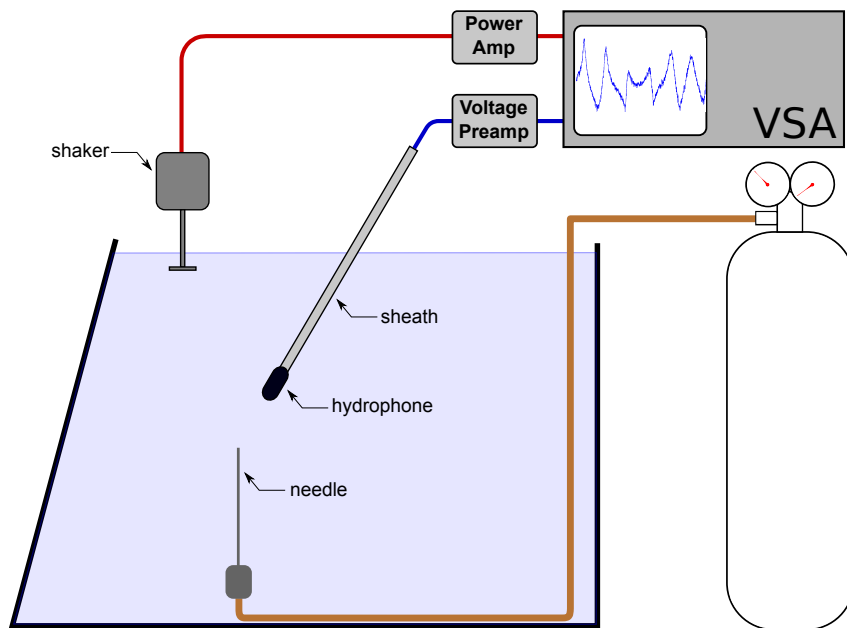 Power
Amp
Voltage
Preamp
VSA
shaker
sheath
hydrophone
needle